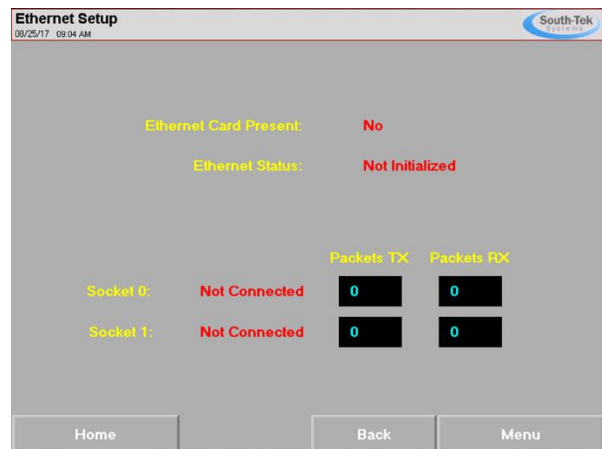 Ethernet Setup
08/25/17 09:04 AM
South-Tek
Systems
Ethernet Card Present: No
Ethernet Status: Not Initialized
Packets TX Packets RX
Socket 0: Not Connected 0 0
Socket 1: Not Connected 0 0
Home Back Menu